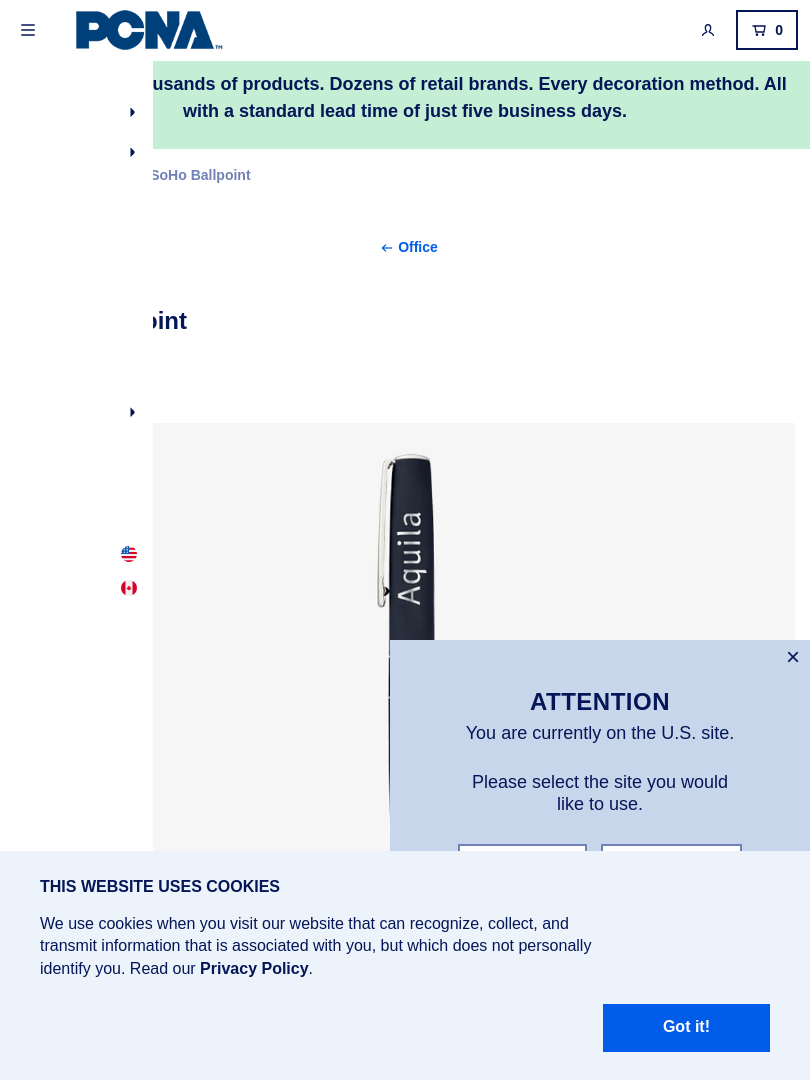 PCNA™
0
usands of products. Dozens of retail brands. Every decoration method. All
with a standard lead time of just five business days.
SoHo Ballpoint
← Office
oint
Aquila
×
ATTENTION
You are currently on the U.S. site.
Please select the site you would
like to use.
THIS WEBSITE USES COOKIES
We use cookies when you visit our website that can recognize, collect, and
transmit information that is associated with you, but which does not personally
identify you. Read our Privacy Policy.
Got it!